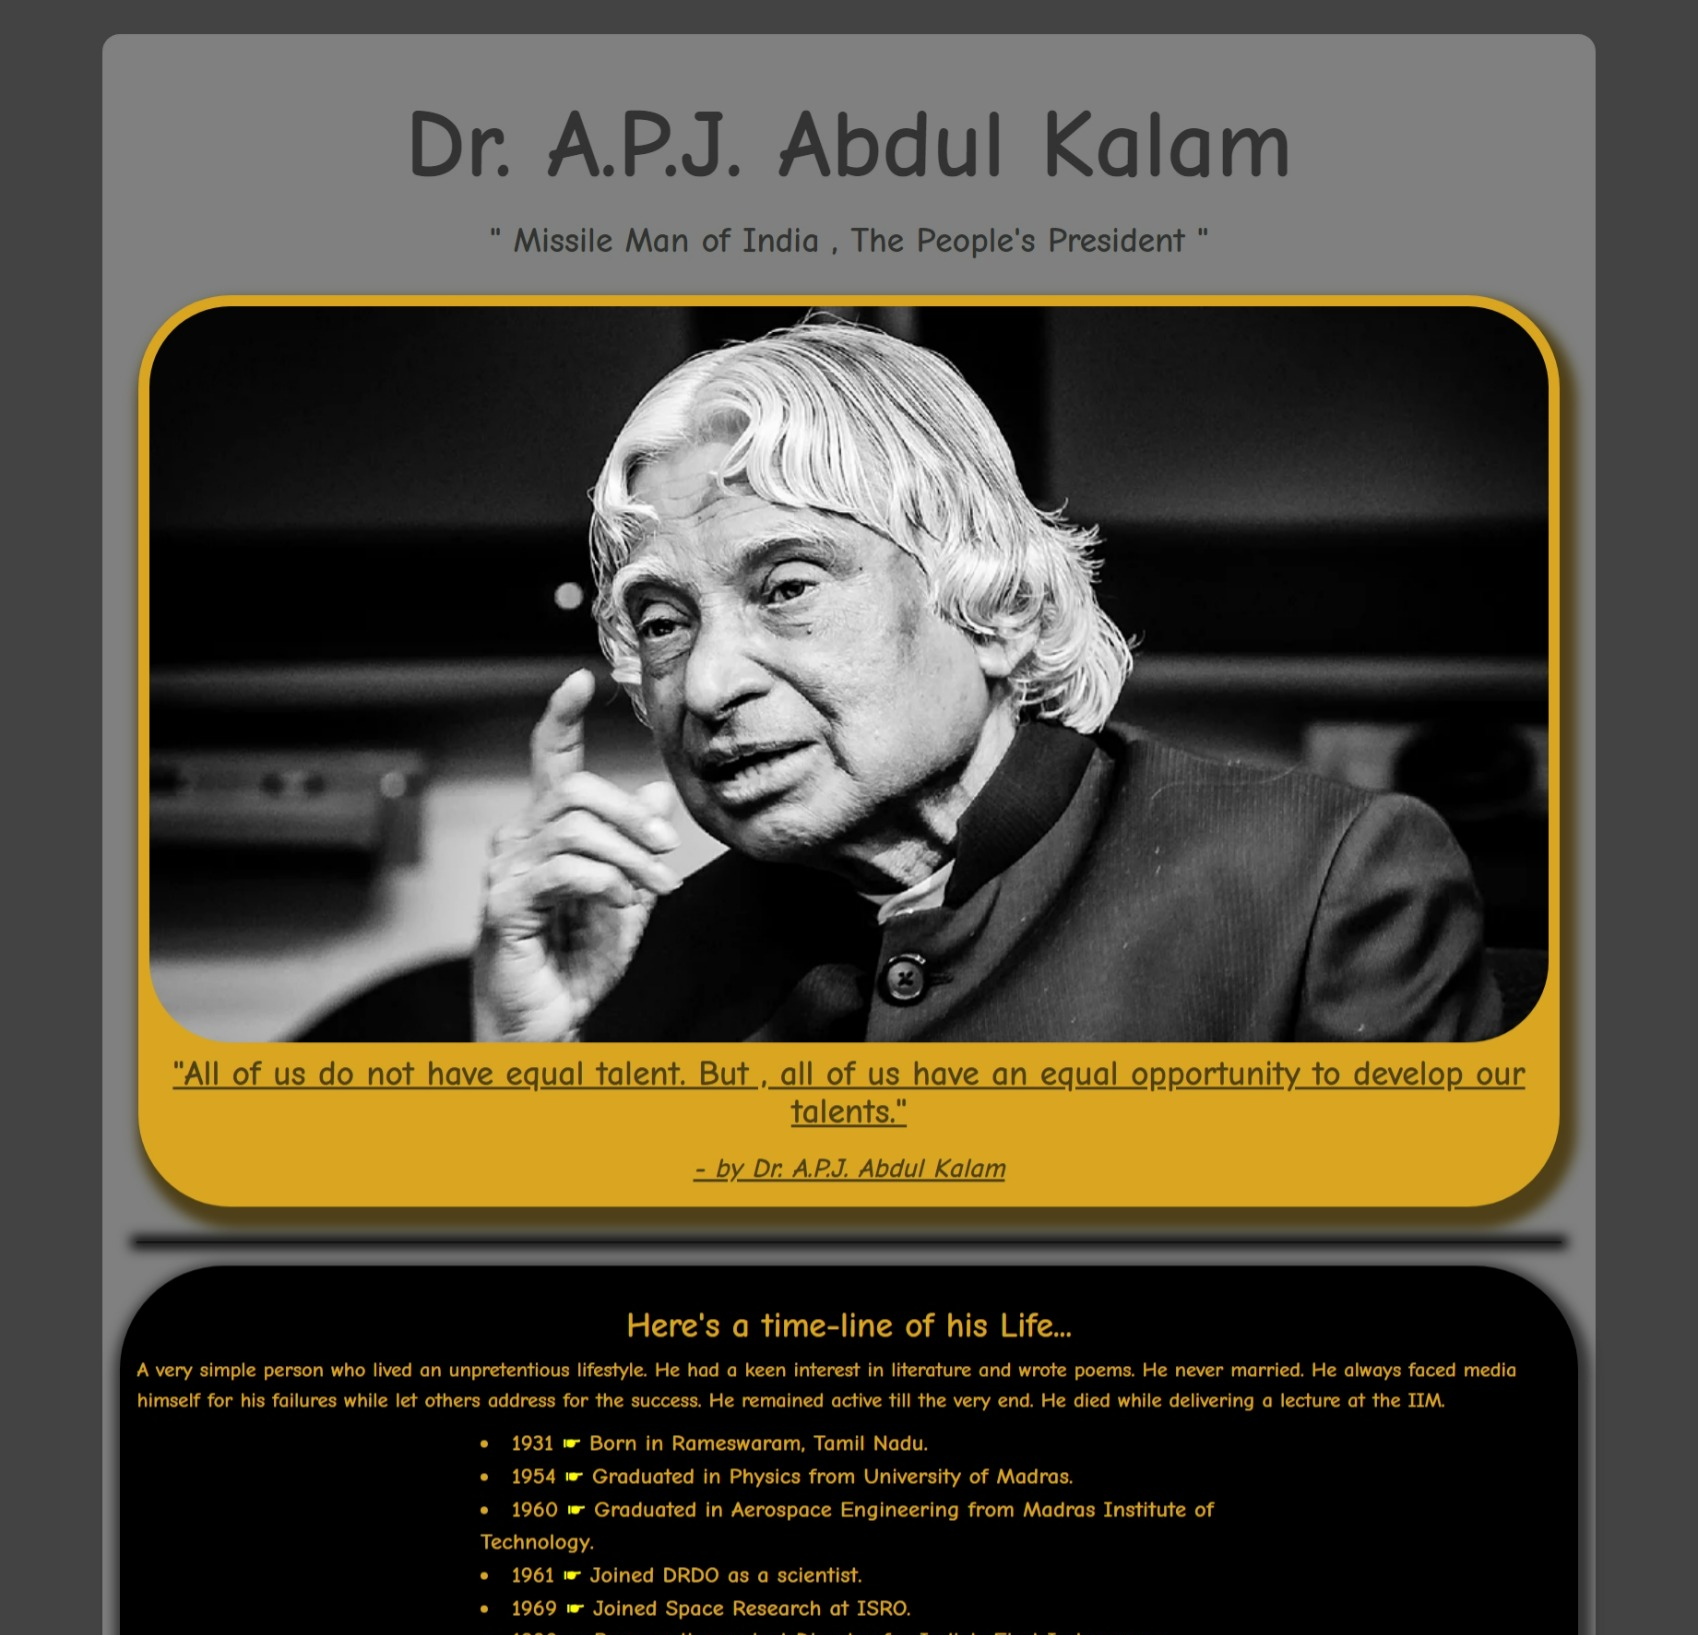 Dr. A.P.J. Abdul Kalam
" Missile Man of India , The People's President "
"All of us do not have equal talent. But , all of us have an equal opportunity to develop our
talents."
- by Dr. A.P.J. Abdul Kalam
Here's a time-line of his Life...
A very simple person who lived an unpretentious lifestyle. He had a keen interest in literature and wrote poems. He never married. He always faced media
himself for his failures while let others address for the success. He remained active till the very end. He died while delivering a lecture at the IIM.
• 1931 ☛ Born in Rameswaram, Tamil Nadu.
• 1954 ☛ Graduated in Physics from University of Madras.
• 1960 ☛ Graduated in Aerospace Engineering from Madras Institute of
Technology.
• 1961 ☛ Joined DRDO as a scientist.
• 1969 ☛ Joined Space Research at ISRO.